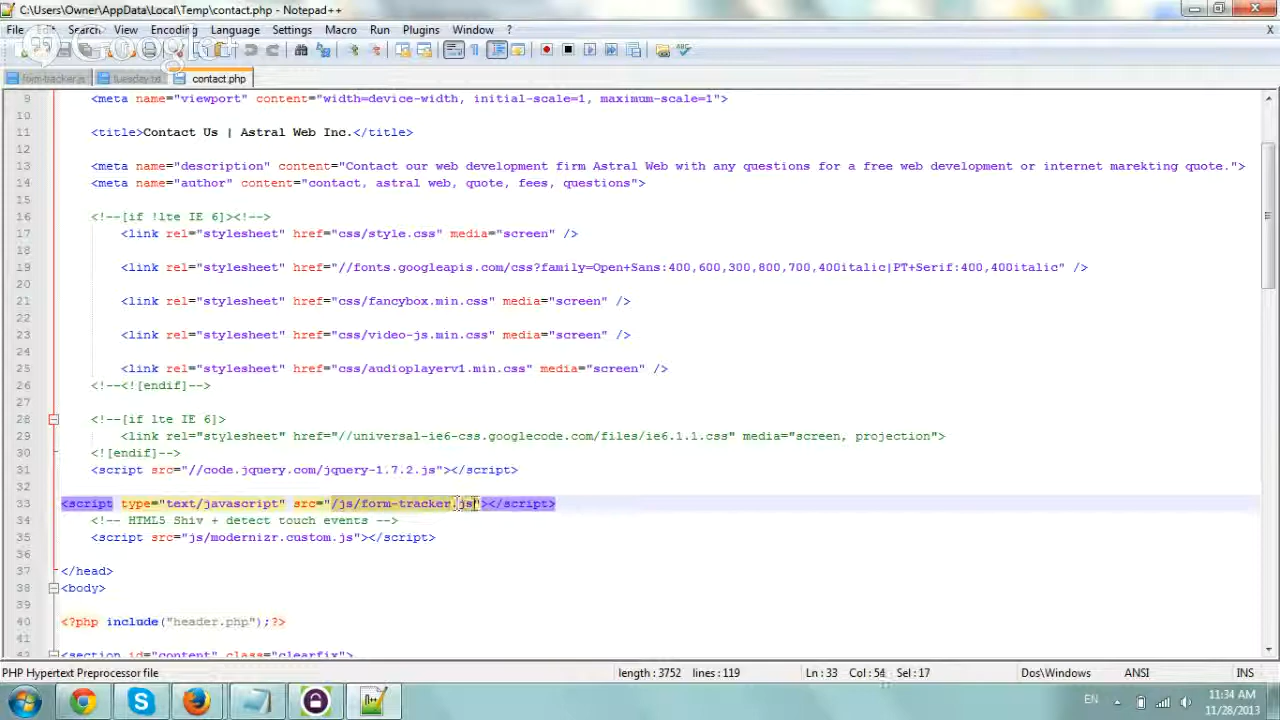 C:\Users\Owner\AppData\Local\Temp\contact.php - Notepad++
File Search View Encoding Language Settings Macro Run Plugins Window ? X
Google
form-tracker.js tuesday.txt contact.php
9 <meta name="viewport" content="width=device-width, initial-scale=1, maximum-scale=1">
10
11 <title>Contact Us | Astral Web Inc.</title>
12
13 <meta name="description" content="Contact our web development firm Astral Web with any questions for a free web development or internet marekting quote.">
14 <meta name="author" content="contact, astral web, quote, fees, questions">
15
16 <!--[if !lte IE 6]><!-->
17 <link rel="stylesheet" href="css/style.css" media="screen" />
18
19 <link rel="stylesheet" href="//fonts.googleapis.com/css?family=Open+Sans:400,600,300,800,700,400italic|PT+Serif:400,400italic" />
20
21 <link rel="stylesheet" href="css/fancybox.min.css" media="screen" />
22
23 <link rel="stylesheet" href="css/video-js.min.css" media="screen" />
24
25 <link rel="stylesheet" href="css/audioplayerv1.min.css" media="screen" />
26 <!--<![endif]-->
27
28 <!--[if lte IE 6]>
29 <link rel="stylesheet" href="//universal-ie6-css.googlecode.com/files/ie6.1.1.css" media="screen, projection">
30 <![endif]-->
31 <script src="//code.jquery.com/jquery-1.7.2.js"></script>
32
33 <script type="text/javascript" src="/js/form-tracker.js"></script>
34 <!-- HTML5 Shiv + detect touch events -->
35 <script src="js/modernizr.custom.js"></script>
36
37 </head>
38 <body>
39
40 <?php include("header.php");?>
41
42 <section id="content" class="clearfix">
PHP Hypertext Preprocessor file length : 3752 lines : 119 Ln : 33 Col : 54 Sel : 17 Dos\Windows ANSI INS
EN 11:34 AM
11/28/2013